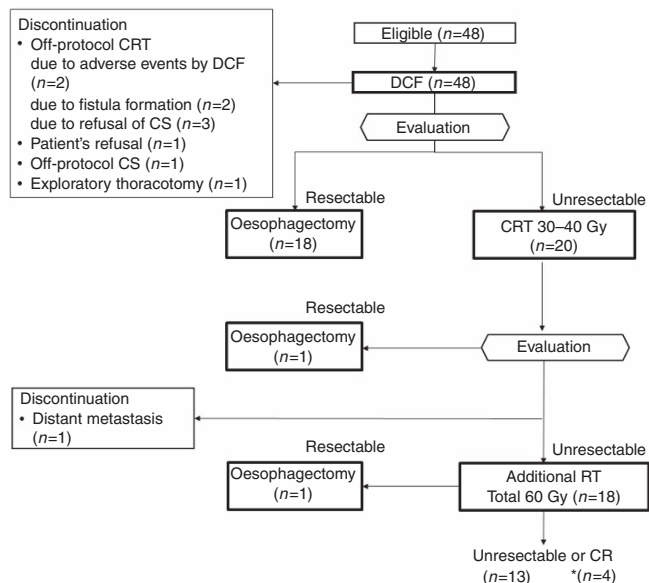 Discontinuation
• Off-protocol CRT
due to adverse events by DCF
(n=2)
due to fistula formation (n=2)
due to refusal of CS (n=3)
• Patient's refusal (n=1)
• Off-protocol CS (n=1)
• Exploratory thoracotomy (n=1)
Eligible (n=48)
DCF (n=48)
Evaluation
Resectable
Unresectable
Oesophagectomy
(n=18)
CRT 30–40 Gy
(n=20)
Resectable
Oesophagectomy
(n=1)
Evaluation
Discontinuation
• Distant metastasis
(n=1)
Resectable
Unresectable
Oesophagectomy
(n=1)
Additional RT
Total 60 Gy (n=18)
Unresectable or CR
(n=13) *(n=4)